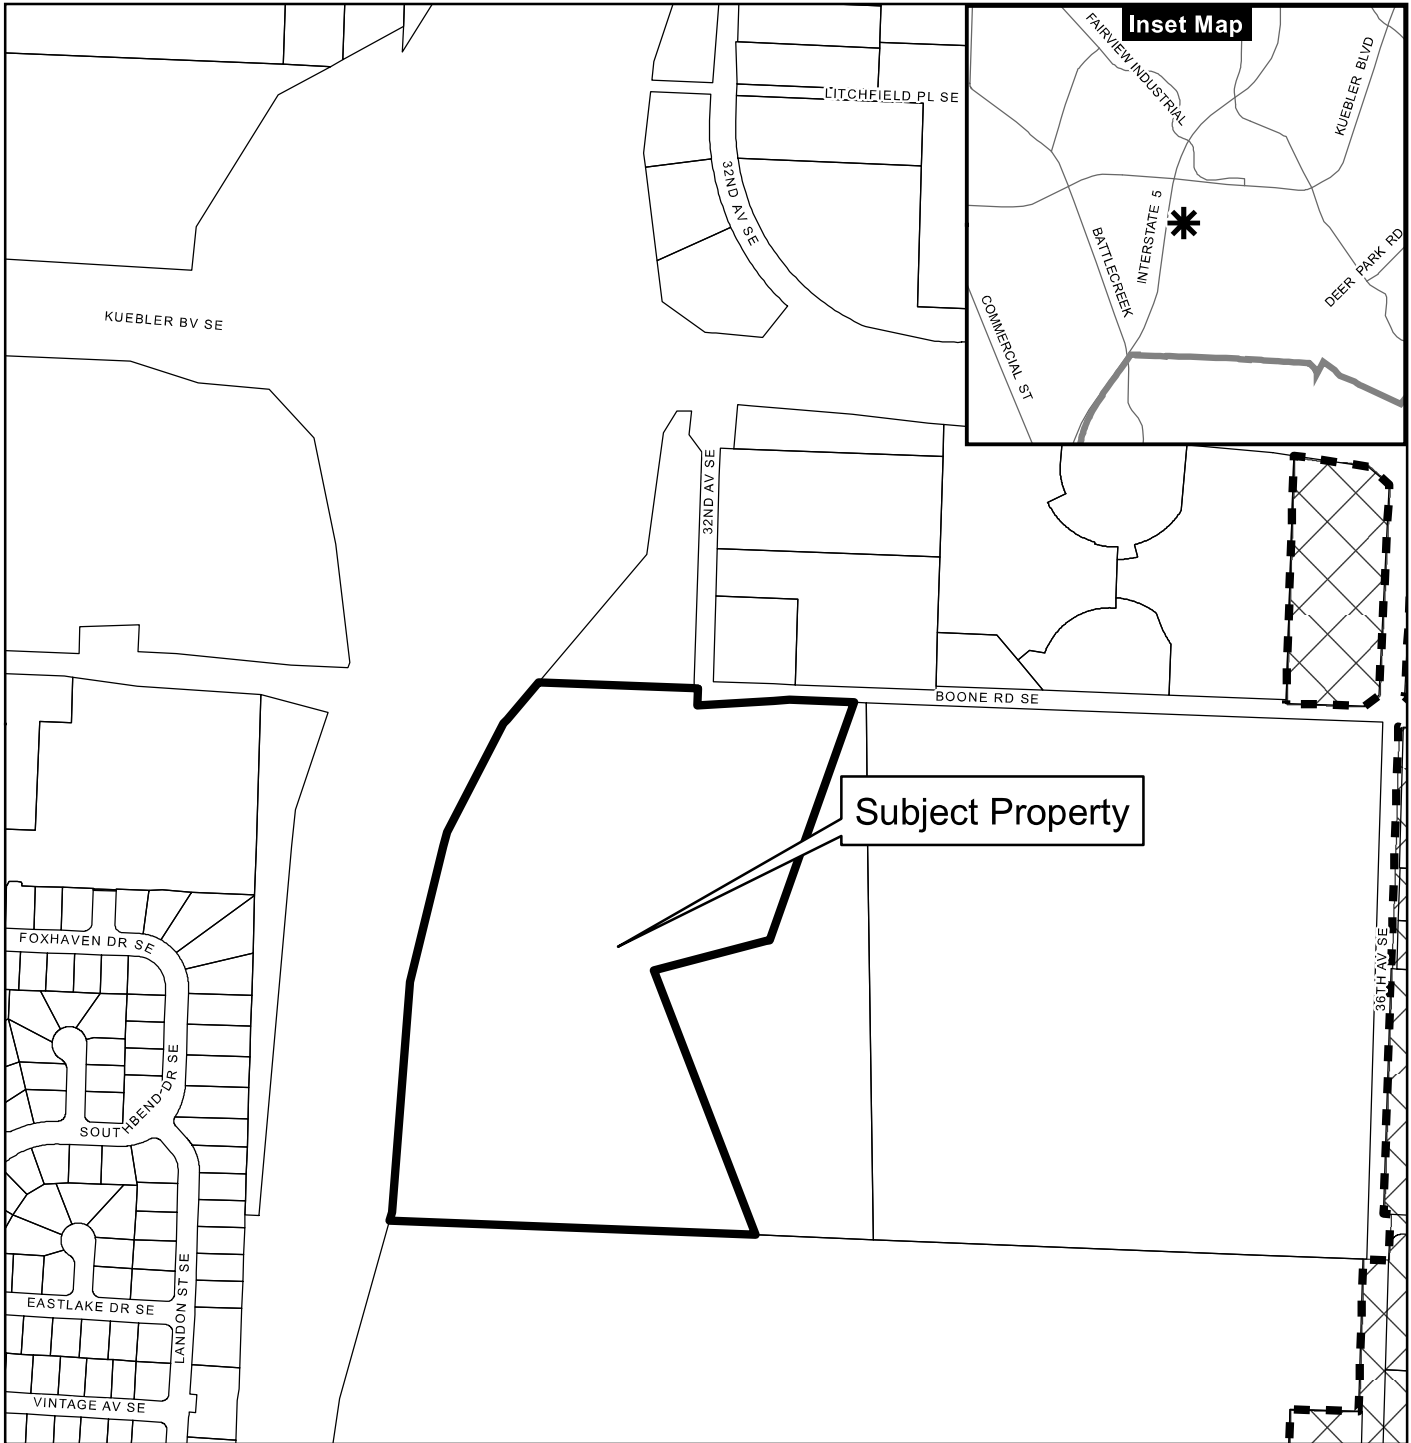 Inset Map
FAIRVIEW INDUSTRIAL
KUEBLER BLVD
INTERSTATE 5
BATTLECREEK
DEER PARK RD
COMMERCIAL ST
LITCHFIELD PL SE
32ND AV SE
KUEBLER BV SE
32ND AV SE
BOONE RD SE
Subject Property
36TH AV SE
FOXHAVEN DR SE
SOUTHBEND DR SE
LANDON ST SE
EASTLAKE DR SE
VINTAGE AV SE